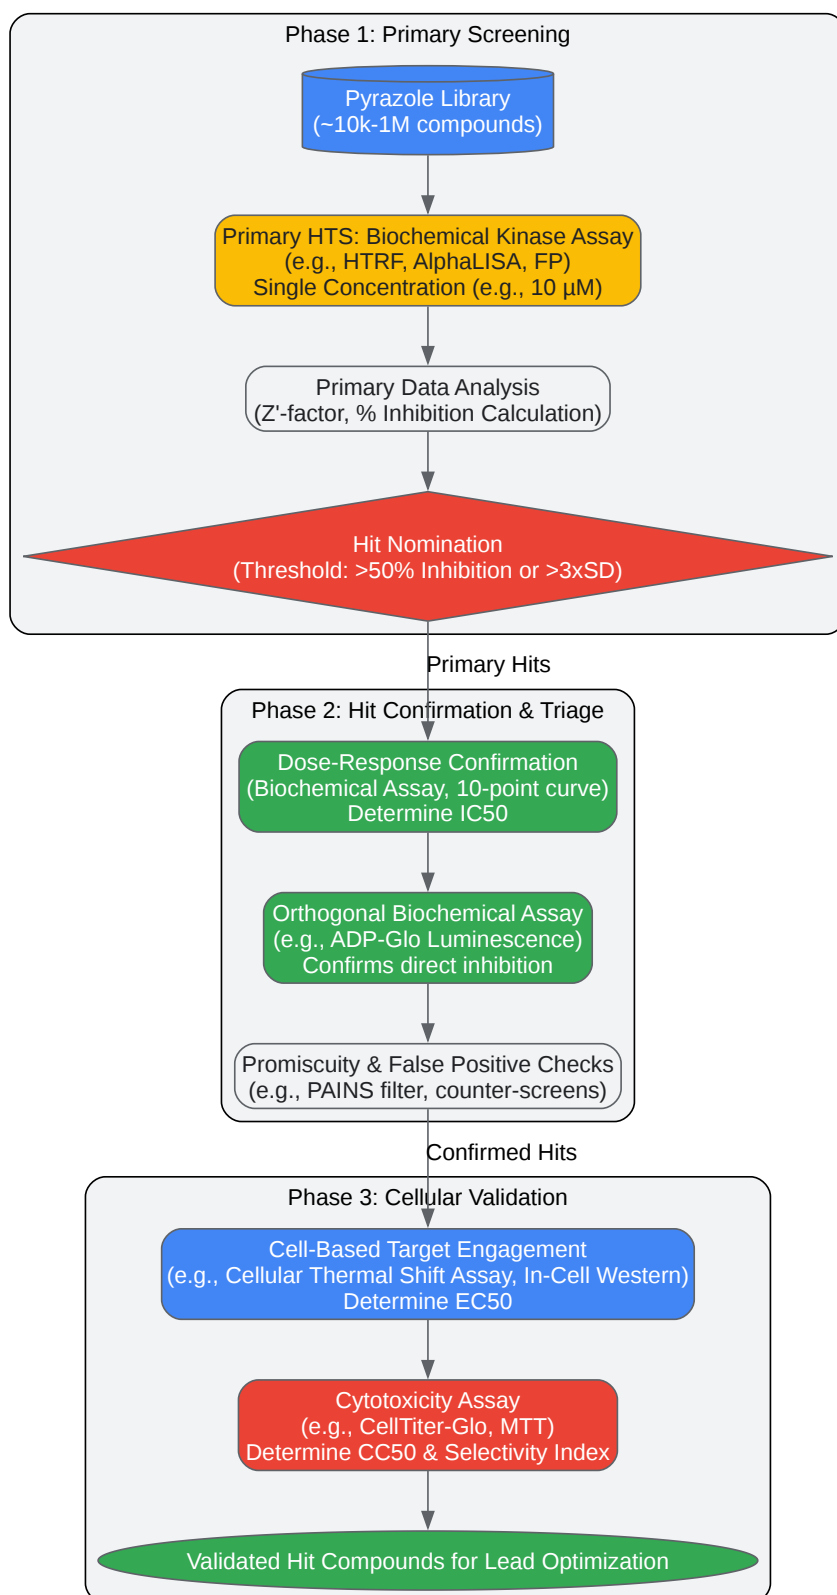 Phase 1: Primary Screening
Pyrazole Library
(~10k-1M compounds)
Primary HTS: Biochemical Kinase Assay
(e.g., HTRF, AlphaLISA, FP)
Single Concentration (e.g., 10 µM)
Primary Data Analysis
(Z'-factor, % Inhibition Calculation)
Hit Nomination
(Threshold: >50% Inhibition or >3xSD)
Primary Hits
Phase 2: Hit Confirmation & Triage
Dose-Response Confirmation
(Biochemical Assay, 10-point curve)
Determine IC50
Orthogonal Biochemical Assay
(e.g., ADP-Glo Luminescence)
Confirms direct inhibition
Promiscuity & False Positive Checks
(e.g., PAINS filter, counter-screens)
Confirmed Hits
Phase 3: Cellular Validation
Cell-Based Target Engagement
(e.g., Cellular Thermal Shift Assay, In-Cell Western)
Determine EC50
Cytotoxicity Assay
(e.g., CellTiter-Glo, MTT)
Determine CC50 & Selectivity Index
Validated Hit Compounds for Lead Optimization